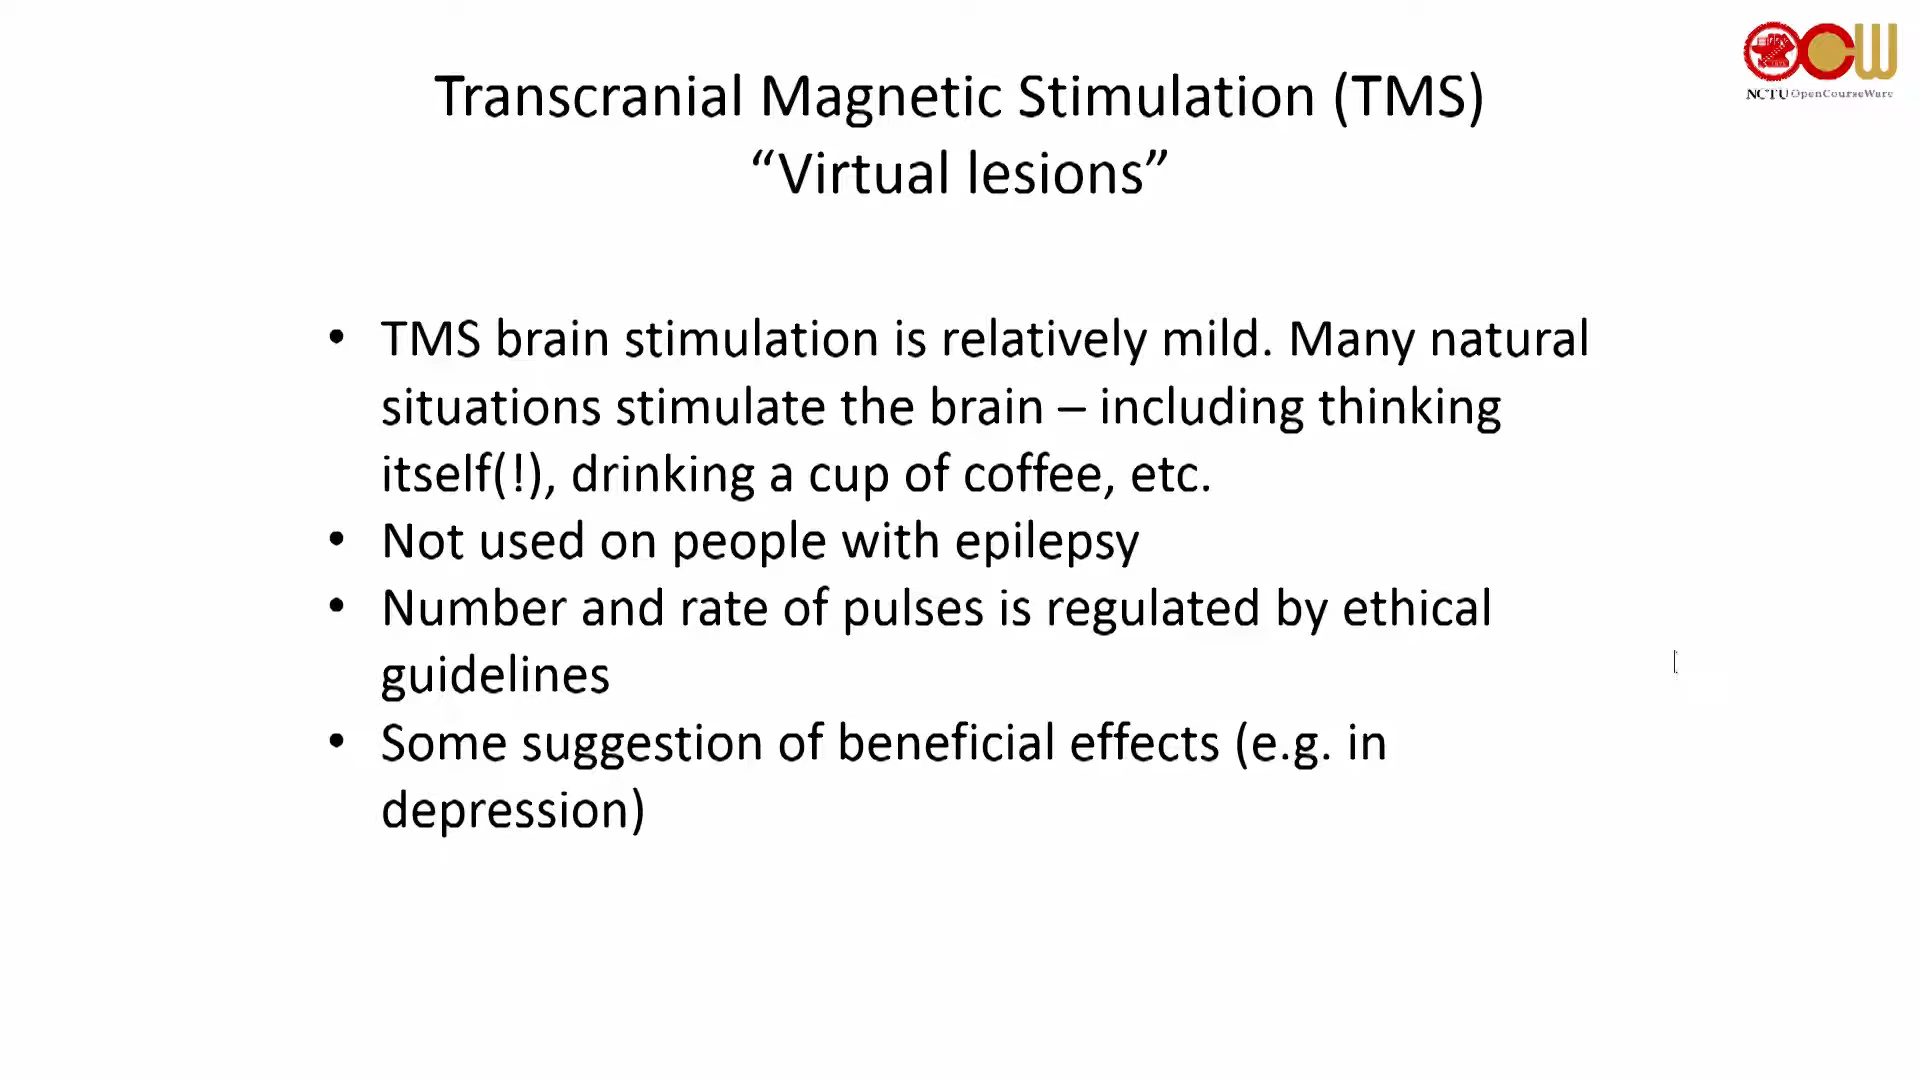 Transcranial Magnetic Stimulation (TMS)
“Virtual lesions”
• TMS brain stimulation is relatively mild. Many natural
situations stimulate the brain – including thinking
itself(!), drinking a cup of coffee, etc.
• Not used on people with epilepsy
• Number and rate of pulses is regulated by ethical
guidelines
• Some suggestion of beneficial effects (e.g. in
depression)
OCW
NCTU OpenCourseWare